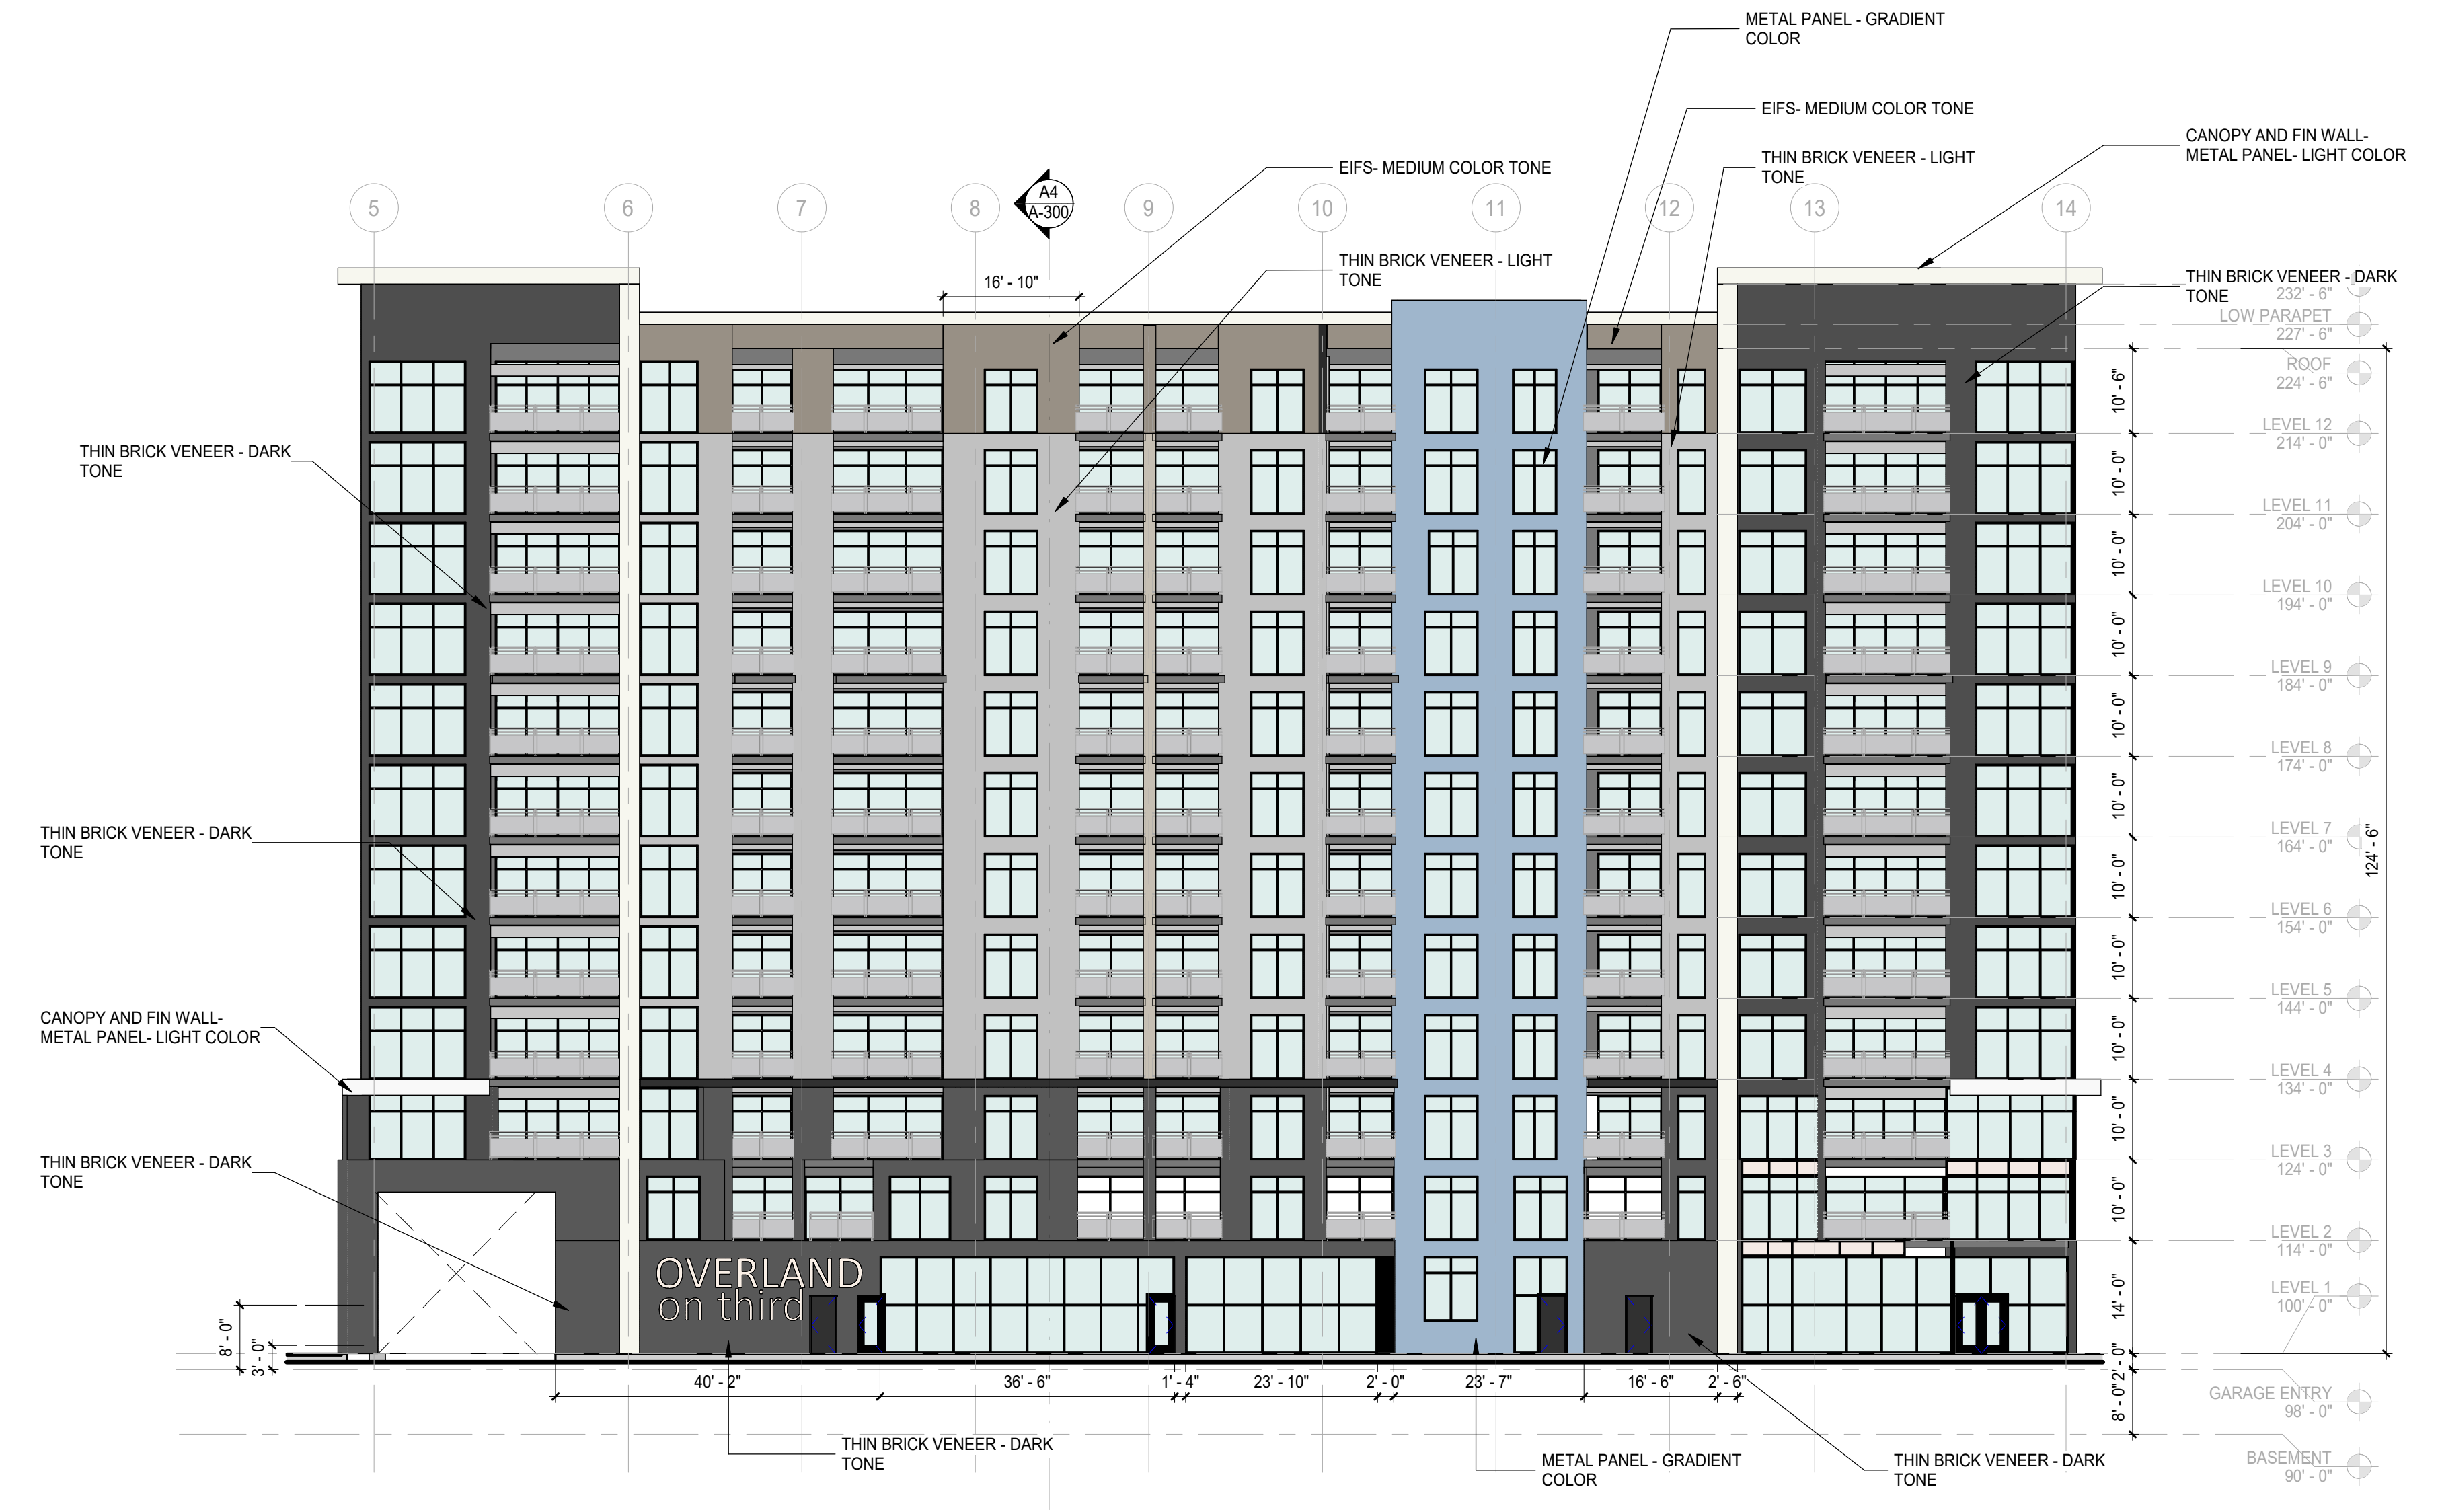 METAL PANEL - GRADIENT
COLOR
EIFS- MEDIUM COLOR TONE
CANOPY AND FIN WALL-
METAL PANEL- LIGHT COLOR
THIN BRICK VENEER - LIGHT
TONE
EIFS- MEDIUM COLOR TONE
A4
A-300
5
6
7
8
9
10
11
12
13
14
THIN BRICK VENEER - LIGHT
TONE
THIN BRICK VENEER - DARK
TONE
16' - 10"
232' - 6"
LOW PARAPET
227' - 6"
ROOF
224' - 6"
10' - 6"
LEVEL 12
214' - 0"
THIN BRICK VENEER - DARK
TONE
10' - 0"
LEVEL 11
204' - 0"
10' - 0"
LEVEL 10
194' - 0"
10' - 0"
LEVEL 9
184' - 0"
10' - 0"
LEVEL 8
174' - 0"
10' - 0"
LEVEL 7
164' - 0"
124' - 6"
THIN BRICK VENEER - DARK
TONE
10' - 0"
LEVEL 6
154' - 0"
10' - 0"
LEVEL 5
144' - 0"
CANOPY AND FIN WALL-
METAL PANEL- LIGHT COLOR
10' - 0"
LEVEL 4
134' - 0"
10' - 0"
LEVEL 3
124' - 0"
THIN BRICK VENEER - DARK
TONE
10' - 0"
LEVEL 2
114' - 0"
OVERLAND
on third
14' - 0"
LEVEL 1
100' - 0"
8' - 0"
3' - 0"
2' - 0"
40' - 2"
36' - 6"
1' - 4"
23' - 10"
2' - 0"
23' - 7"
16' - 6"
2' - 6"
8' - 0"
GARAGE ENTRY
98' - 0"
THIN BRICK VENEER - DARK
TONE
METAL PANEL - GRADIENT
COLOR
THIN BRICK VENEER - DARK
TONE
BASEMENT
90' - 0"